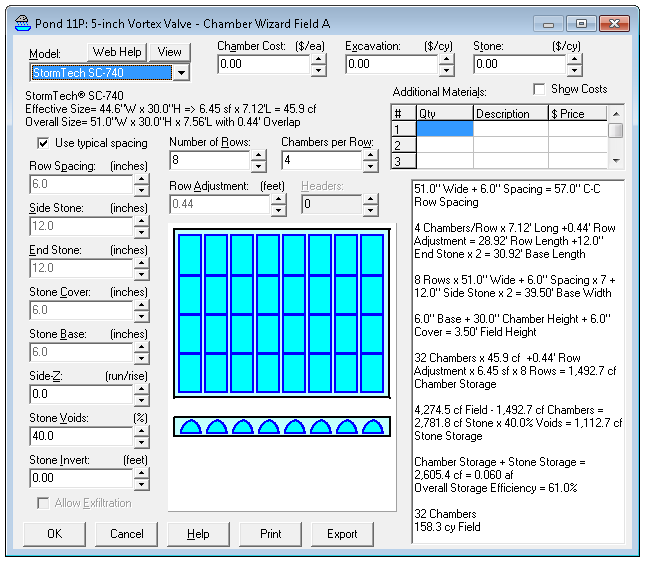 Pond 11P: 5-inch Vortex Valve - Chamber Wizard Field A
Model:
Web Help
View
StormTech SC-740
Chamber Cost: ($/ea)
0.00
Excavation: ($/cy)
0.00
Stone: ($/cy)
0.00
StormTech® SC-740
Effective Size= 44.6"W x 30.0"H => 6.45 sf x 7.12'L = 45.9 cf
Overall Size= 51.0"W x 30.0"H x 7.56'L with 0.44' Overlap
Additional Materials:
Show Costs
# Qty Description $ Price
1
2
3
Use typical spacing
Row Spacing: (inches)
6.0
Side Stone: (inches)
12.0
End Stone: (inches)
12.0
Stone Cover: (inches)
6.0
Stone Base: (inches)
6.0
Side-Z: (run/rise)
0.0
Stone Voids: (%)
40.0
Stone Invert: (feet)
0.00
Allow Exfiltration
Number of Rows:
8
Chambers per Row:
4
Row Adjustment: (feet)
0.44
Headers:
0
51.0" Wide + 6.0" Spacing = 57.0" C-C
Row Spacing
4 Chambers/Row x 7.12' Long +0.44' Row
Adjustment = 28.92' Row Length +12.0"
End Stone x 2 = 30.92' Base Length
8 Rows x 51.0" Wide + 6.0" Spacing x 7 +
12.0" Side Stone x 2 = 39.50' Base Width
6.0" Base + 30.0" Chamber Height + 6.0"
Cover = 3.50' Field Height
32 Chambers x 45.9 cf +0.44' Row
Adjustment x 6.45 sf x 8 Rows = 1,492.7 cf
Chamber Storage
4,274.5 cf Field - 1,492.7 cf Chambers =
2,781.8 cf Stone x 40.0% Voids = 1,112.7 cf
Stone Storage
Chamber Storage + Stone Storage =
2,605.4 cf = 0.060 af
Overall Storage Efficiency = 61.0%
32 Chambers
158.3 cy Field
OK
Cancel
Help
Print
Export